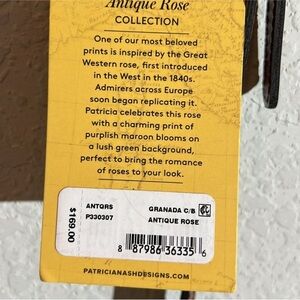 Antique Rose
COLLECTION
One of our most beloved
prints is inspired by the Great
Western rose, first introduced
in the West in the 1840s.
Admirers across Europe
soon began replicating it.
Patricia celebrates this rose
with a charming print of
purplish maroon blooms on
a lush green background,
perfect to bring the romance
of roses to your look.
ANTQRS GRANADA C/B
P330307 ANTIQUE ROSE
$169.00
8 87986 36335 6
PATRICIANASHDESIGNS.COM